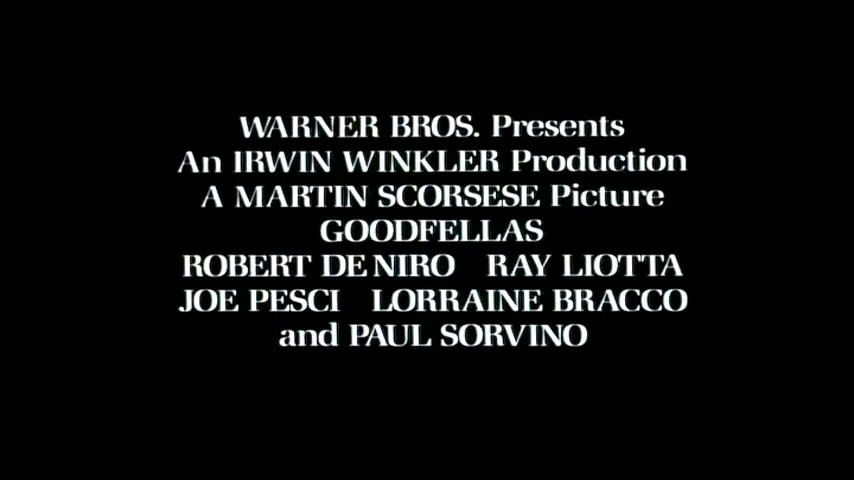 WARNER BROS. Presents
An IRWIN WINKLER Production
A MARTIN SCORSESE Picture
GOODFELLAS
ROBERT DE NIRO RAY LIOTTA
JOE PESCI LORRAINE BRACCO
and PAUL SORVINO